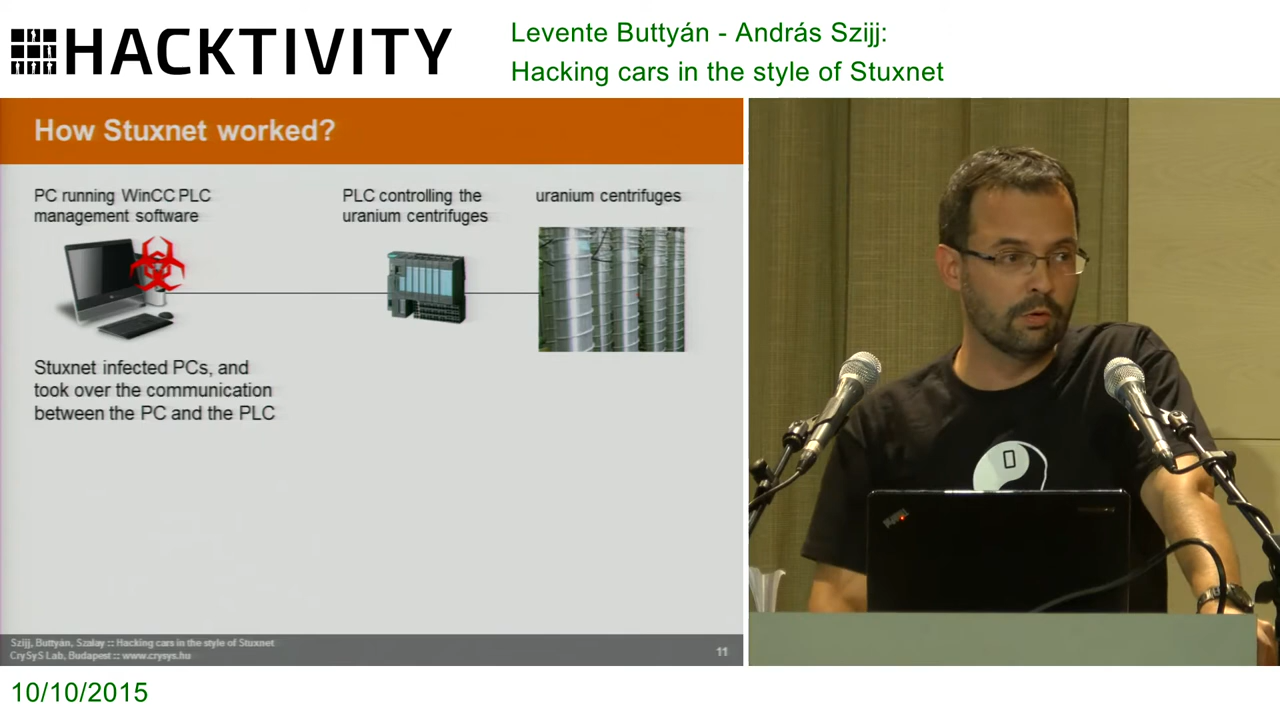 HACKTIVITY
Levente Buttyán - András Szijj:
Hacking cars in the style of Stuxnet
How Stuxnet worked?
PC running WinCC PLC
management software
PLC controlling the
uranium centrifuges
uranium centrifuges
Stuxnet infected PCs, and
took over the communication
between the PC and the PLC
Szijj, Buttyán, Szalay :: Hacking cars in the style of Stuxnet
CrySyS Lab, Budapest :: www.crysys.hu
11
0
10/10/2015